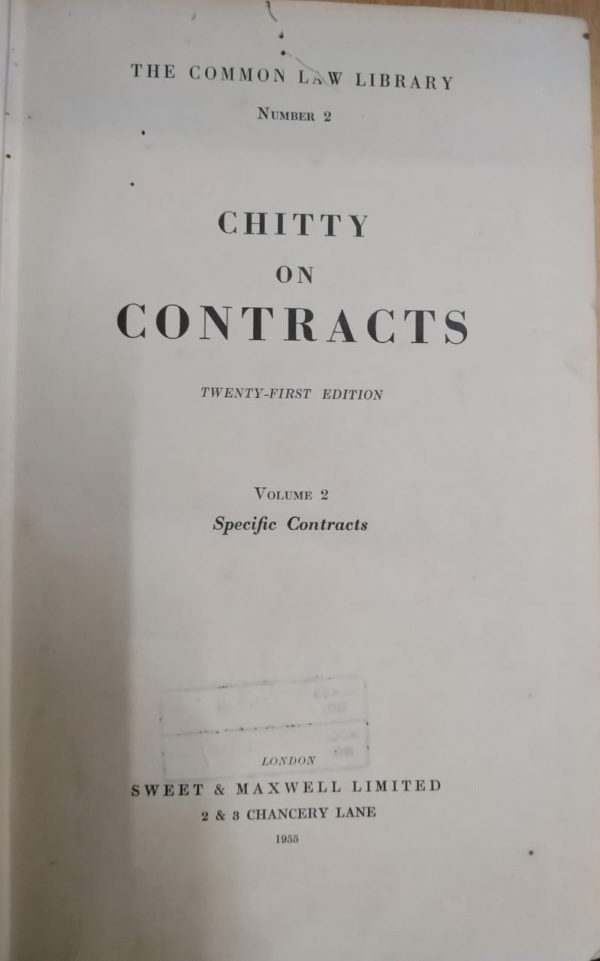 THE COMMON LAW LIBRARY
NUMBER 2
CHITTY
ON
CONTRACTS
TWENTY-FIRST EDITION
VOLUME 2
Specific Contracts
LONDON
SWEET & MAXWELL LIMITED
2 & 3 CHANCERY LANE
1955